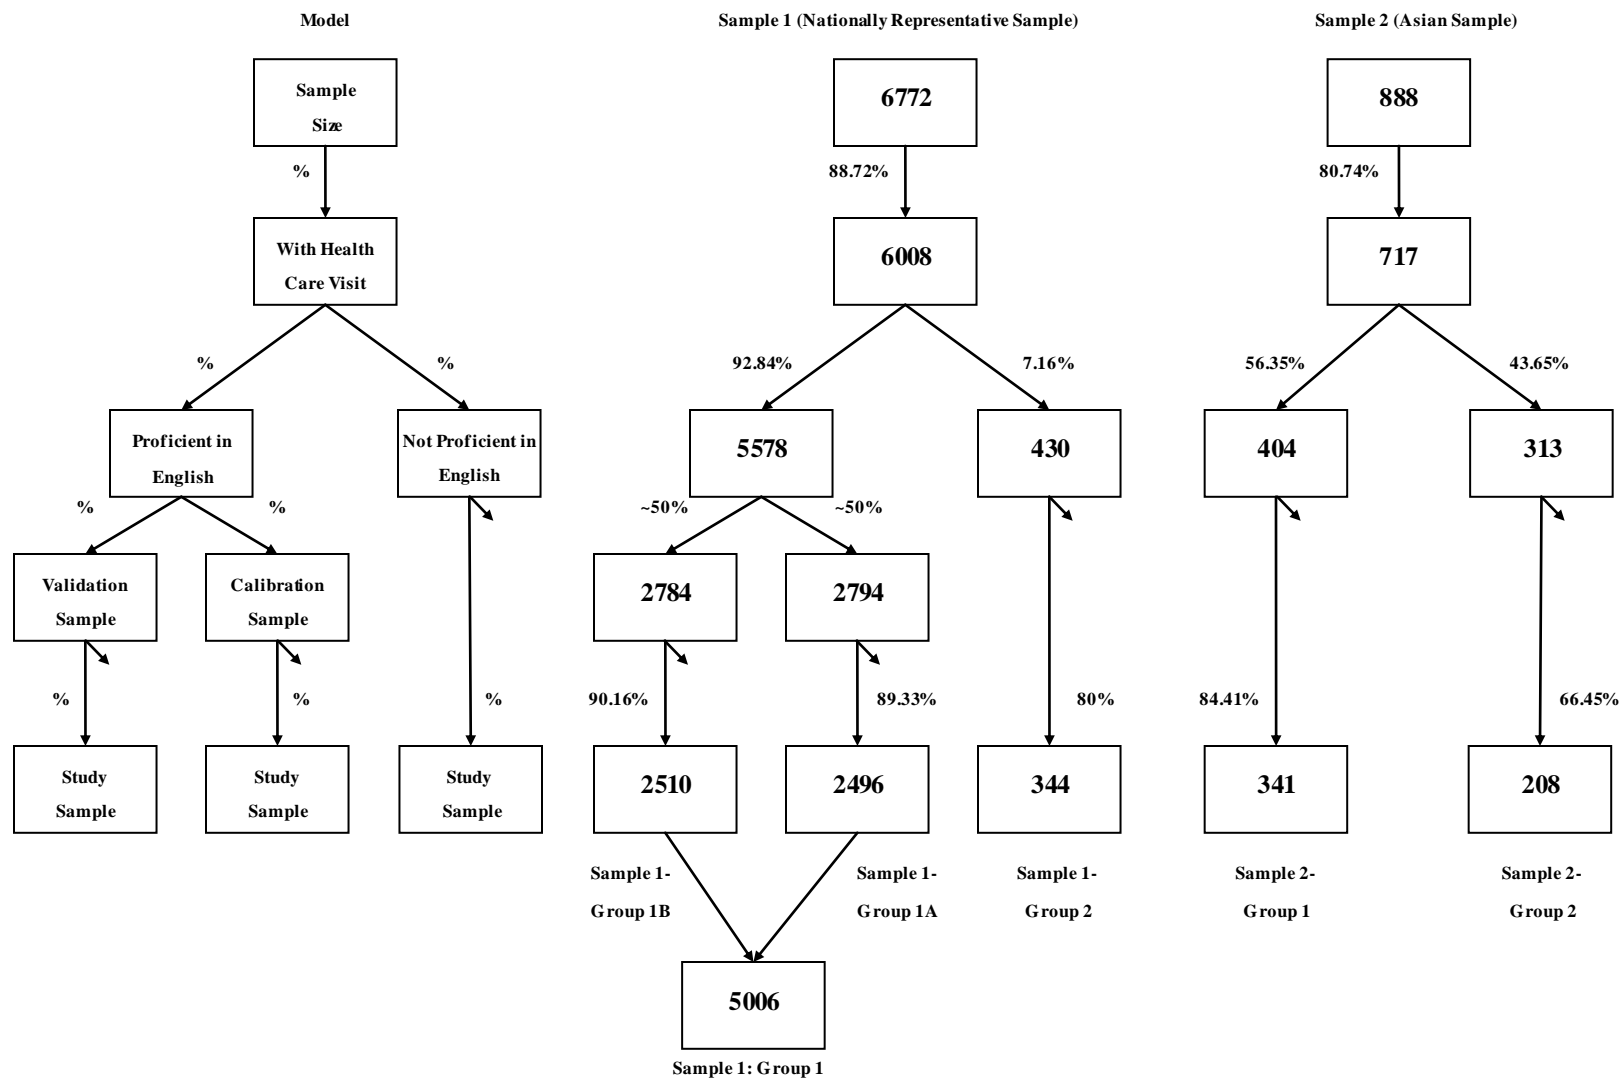 Model
Sample 1 (Nationally Representative Sample)
Sample 2 (Asian Sample)
Sample
Size
6772
888
%
88.72%
80.74%
With Health
Care Visit
6008
717
%
%
92.84%
7.16%
56.35%
43.65%
Proficient in
English
Not Proficient in
English
5578
430
404
313
%
%
~50%
~50%
Validation
Sample
Calibration
Sample
2784
2794
%
%
%
90.16%
89.33%
80%
84.41%
66.45%
Study
Sample
Study
Sample
Study
Sample
2510
2496
344
341
208
Sample 1-
Group 1B
Sample 1-
Group 1A
Sample 1-
Group 2
Sample 2-
Group 1
Sample 2-
Group 2
5006
Sample 1: Group 1